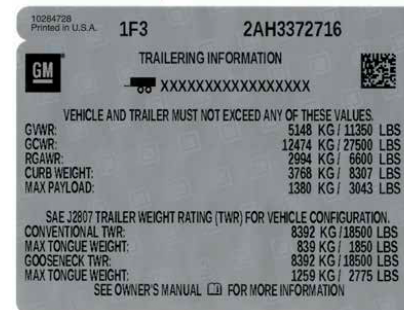 10264728
Printed in U.S.A.
1F3 2AH3372716
GM
TRAILERING INFORMATION
XXXXXXXXXXXXXXXXX
VEHICLE AND TRAILER MUST NOT EXCEED ANY OF THESE VALUES.
GVWR: 5148 KG / 11350 LBS
GCWR: 12474 KG / 27500 LBS
RGAWR: 2994 KG / 6600 LBS
CURB WEIGHT: 3768 KG / 8307 LBS
MAX PAYLOAD: 1380 KG / 3043 LBS
SAE J2807 TRAILER WEIGHT RATING (TWR) FOR VEHICLE CONFIGURATION.
CONVENTIONAL TWR: 8392 KG / 18500 LBS
MAX TONGUE WEIGHT: 839 KG / 1850 LBS
GOOSENECK TWR: 8392 KG / 18500 LBS
MAX TONGUE WEIGHT: 1259 KG / 2775 LBS
SEE OWNER'S MANUAL FOR MORE INFORMATION